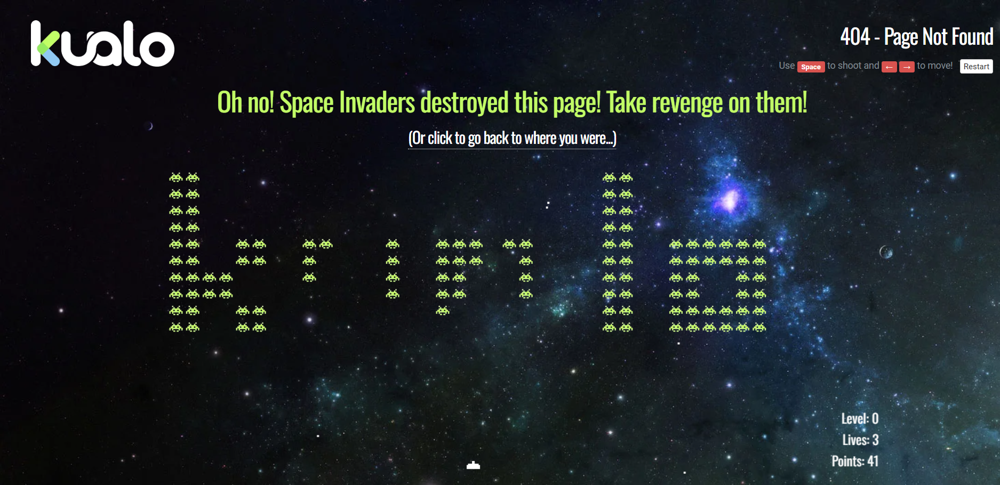 kualo
404 - Page Not Found
Use Space to shoot and ← → to move! Restart
Oh no! Space Invaders destroyed this page! Take revenge on them!
(Or click to go back to where you were...)
Level: 0
Lives: 3
Points: 41